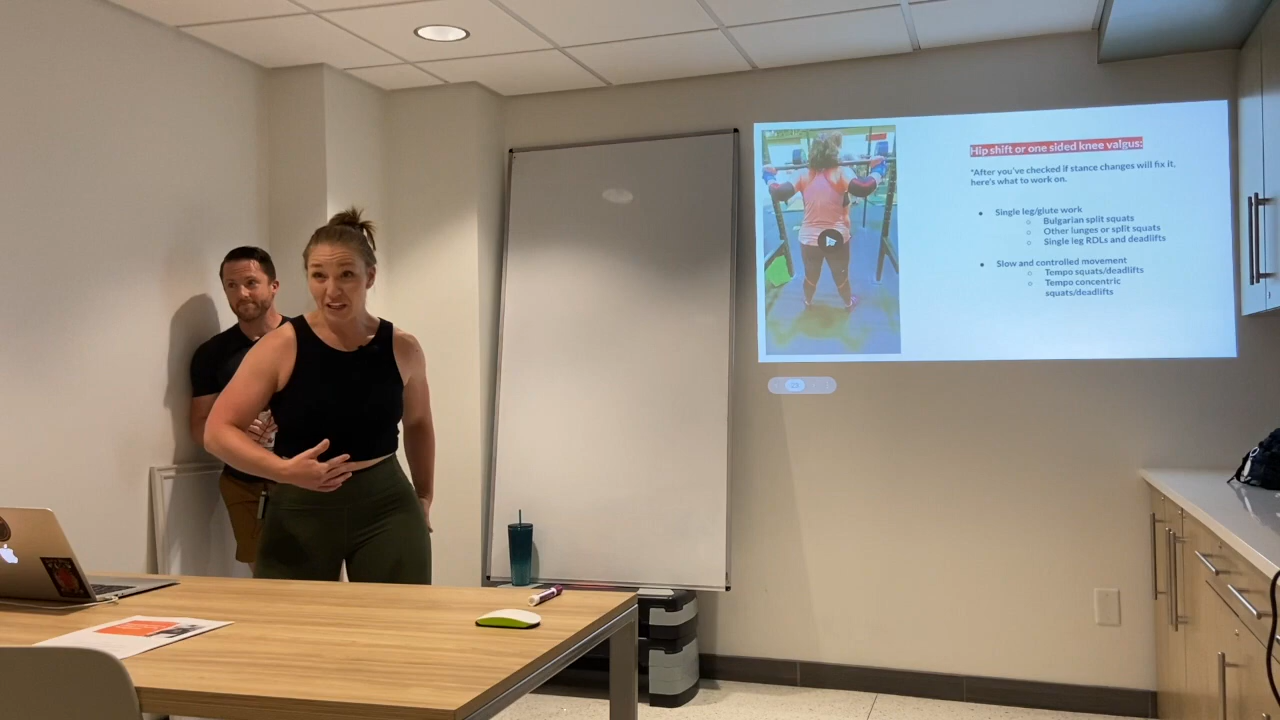 Hip shift or one sided knee valgus:
*After you've checked if stance changes will fix it,
here's what to work on.
● Single leg/glute work
○ Bulgarian split squats
○ Other lunges or split squats
○ Single leg RDLs and deadlifts
● Slow and controlled movement
○ Tempo squats/deadlifts
○ Tempo concentric
squats/deadlifts
23